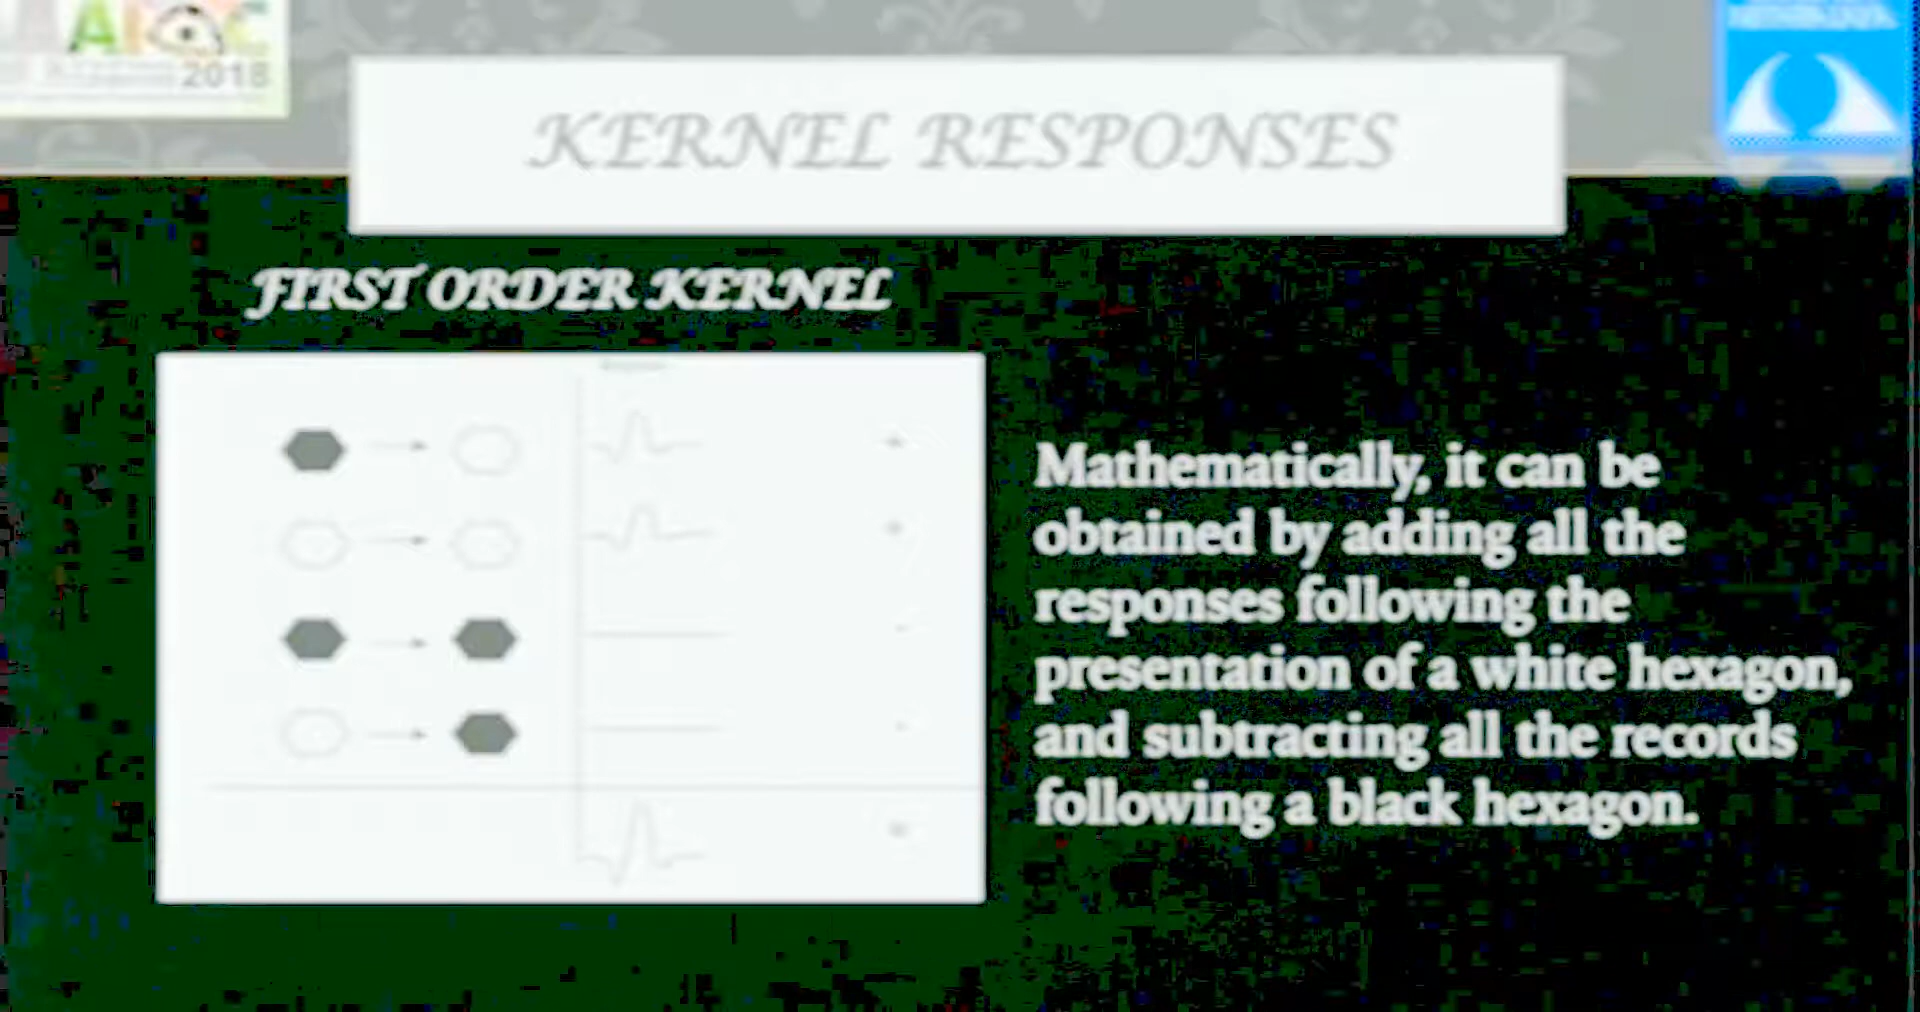 2018
KERNEL RESPONSES
FIRST ORDER KERNEL
Mathematically, it can be
obtained by adding all the
responses following the
presentation of a white hexagon,
and subtracting all the records
following a black hexagon.